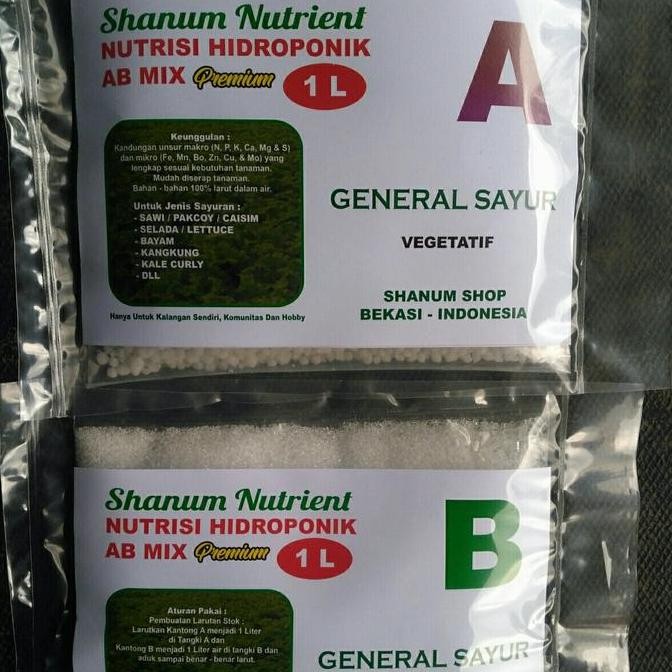 Shanum Nutrient
NUTRISI HIDROPONIK
AB MIX Premium 1 L
A
Keunggulan :
Kandungan unsur makro (N, P, K, Ca, Mg & S)
dan mikro (Fe, Mn, Bo, Zn, Cu, & Mo) yang
lengkap sesuai kebutuhan tanaman.
Mudah diserap tanaman.
Bahan - bahan 100% larut dalam air.
Untuk Jenis Sayuran :
- SAWI / PAKCOY / CAISIM
- SELADA / LETTUCE
- BAYAM
- KANGKUNG
- KALE CURLY
- DLL
GENERAL SAYUR
VEGETATIF
SHANUM SHOP
BEKASI - INDONESIA
Hanya Untuk Kalangan Sendiri, Komunitas Dan Hobby
Shanum Nutrient
NUTRISI HIDROPONIK
AB MIX Premium 1 L
B
Aturan Pakai :
Pembuatan Larutan Stok :
Larutkan Kantong A menjadi 1 Liter
di Tangki A dan
Kantong B menjadi 1 Liter air di tangki B dan
aduk sampai benar - benar larut.
GENERAL SAYUR